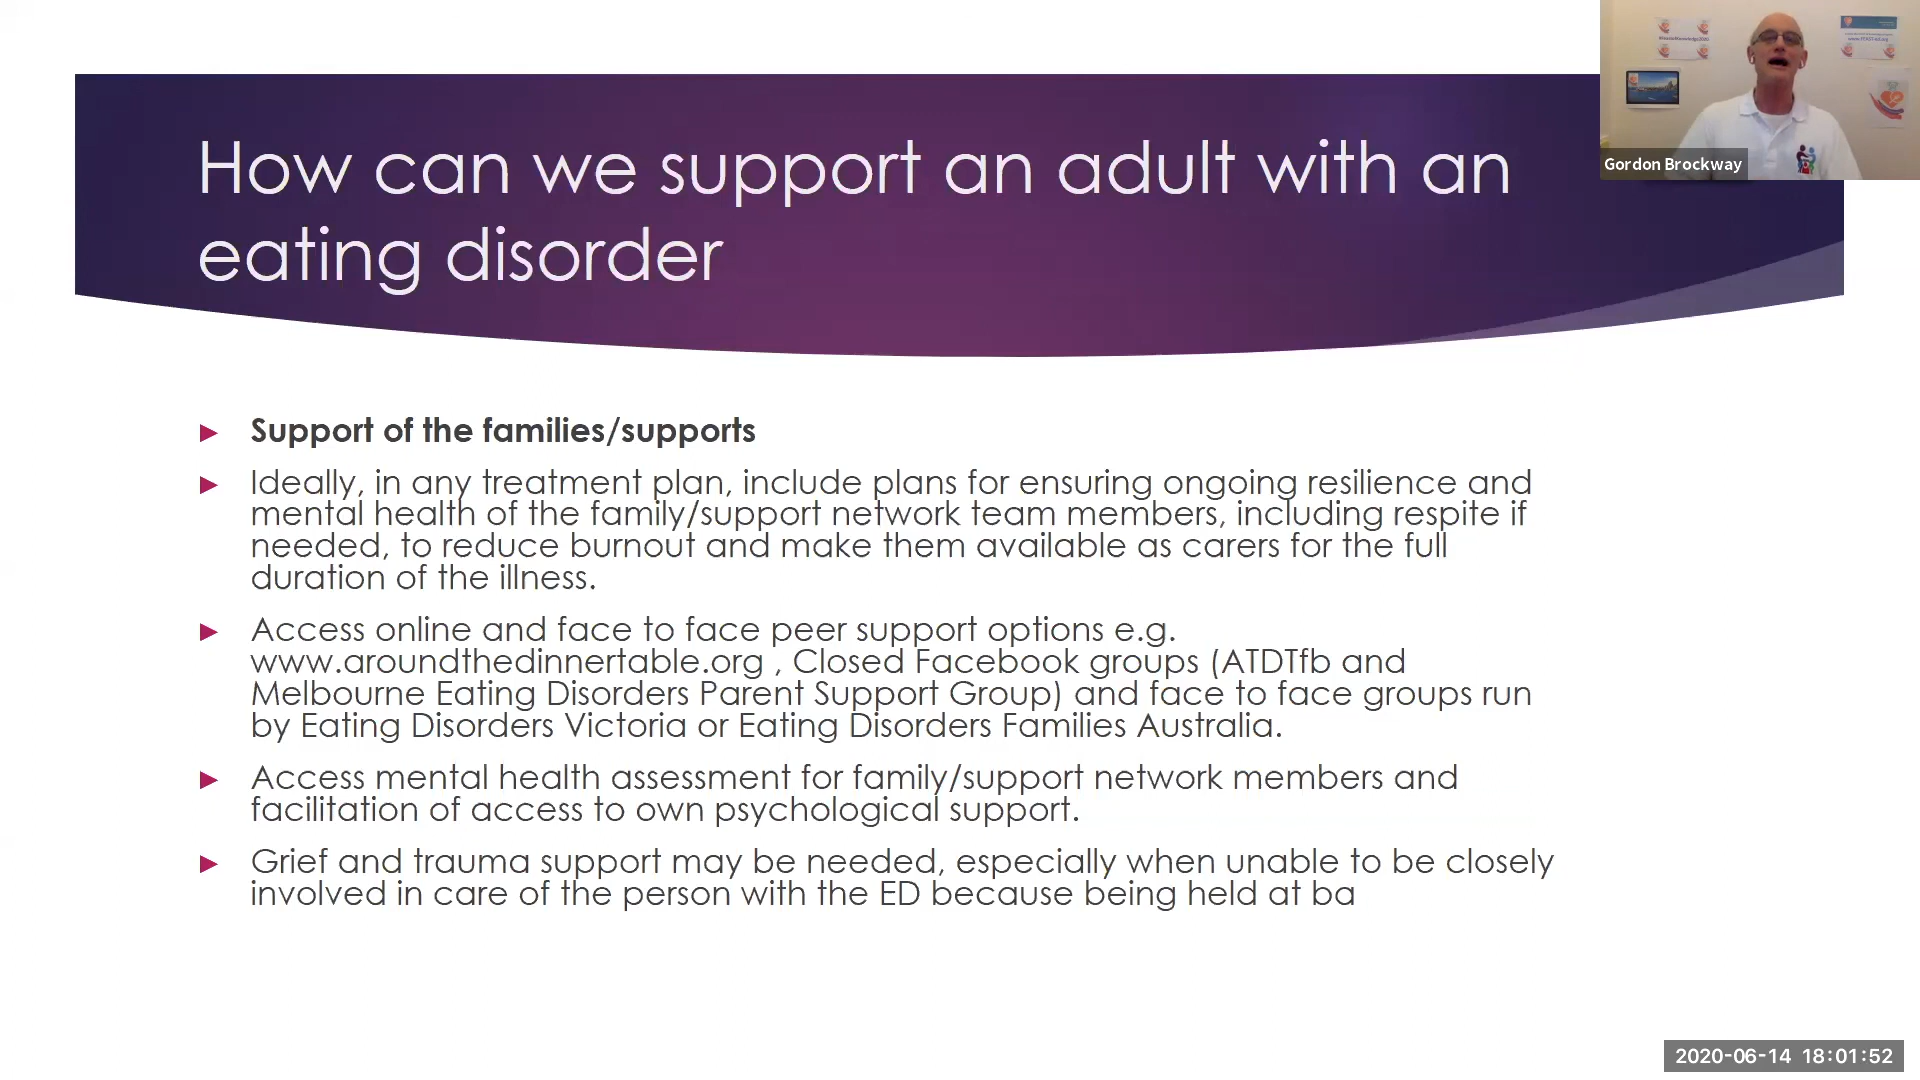 How can we support an adult with an
eating disorder
Gordon Brockway
www.FEAST-ed.org
Support of the families/supports
Ideally, in any treatment plan, include plans for ensuring ongoing resilience and
mental health of the family/support network team members, including respite if
needed, to reduce burnout and make them available as carers for the full
duration of the illness.
Access online and face to face peer support options e.g.
www.aroundthedinnertable.org , Closed Facebook groups (ATDTfb and
Melbourne Eating Disorders Parent Support Group) and face to face groups run
by Eating Disorders Victoria or Eating Disorders Families Australia.
Access mental health assessment for family/support network members and
facilitation of access to own psychological support.
Grief and trauma support may be needed, especially when unable to be closely
involved in care of the person with the ED because being held at ba
2020-06-14 18:01:52